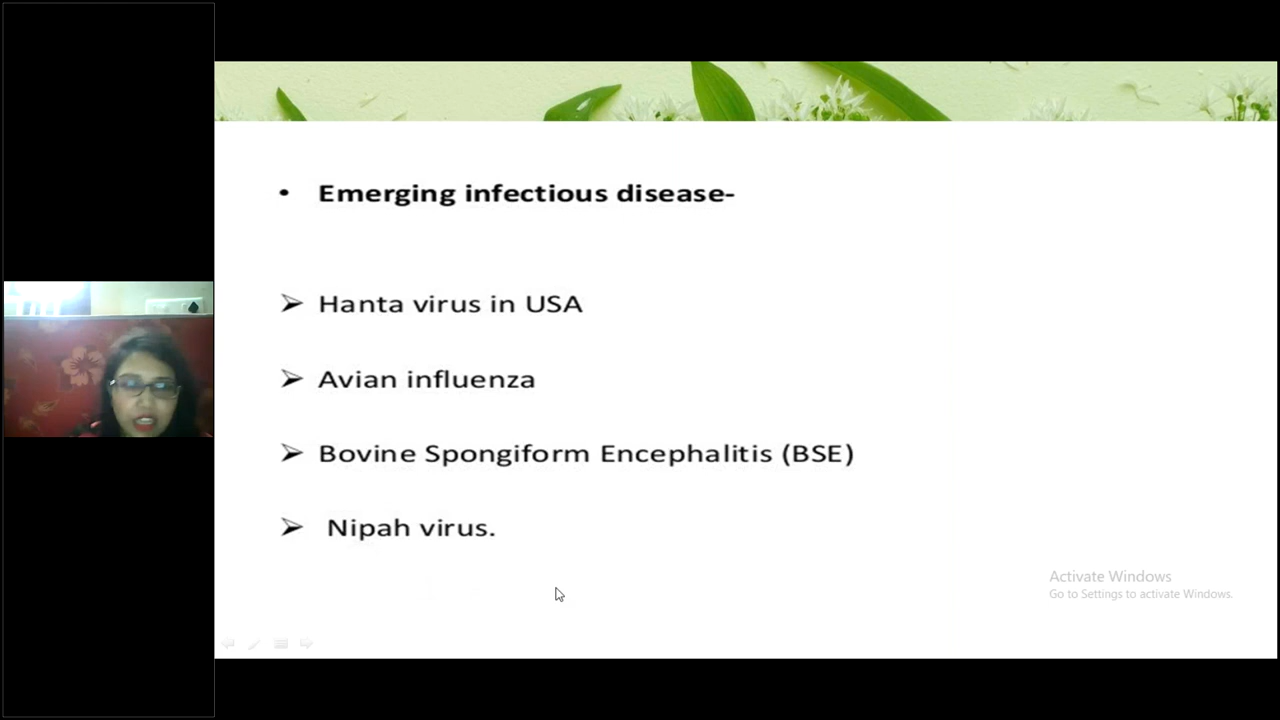 • Emerging infectious disease-
➢ Hanta virus in USA
➢ Avian influenza
➢ Bovine Spongiform Encephalitis (BSE)
➢ Nipah virus.
Activate Windows
Go to Settings to activate Windows.